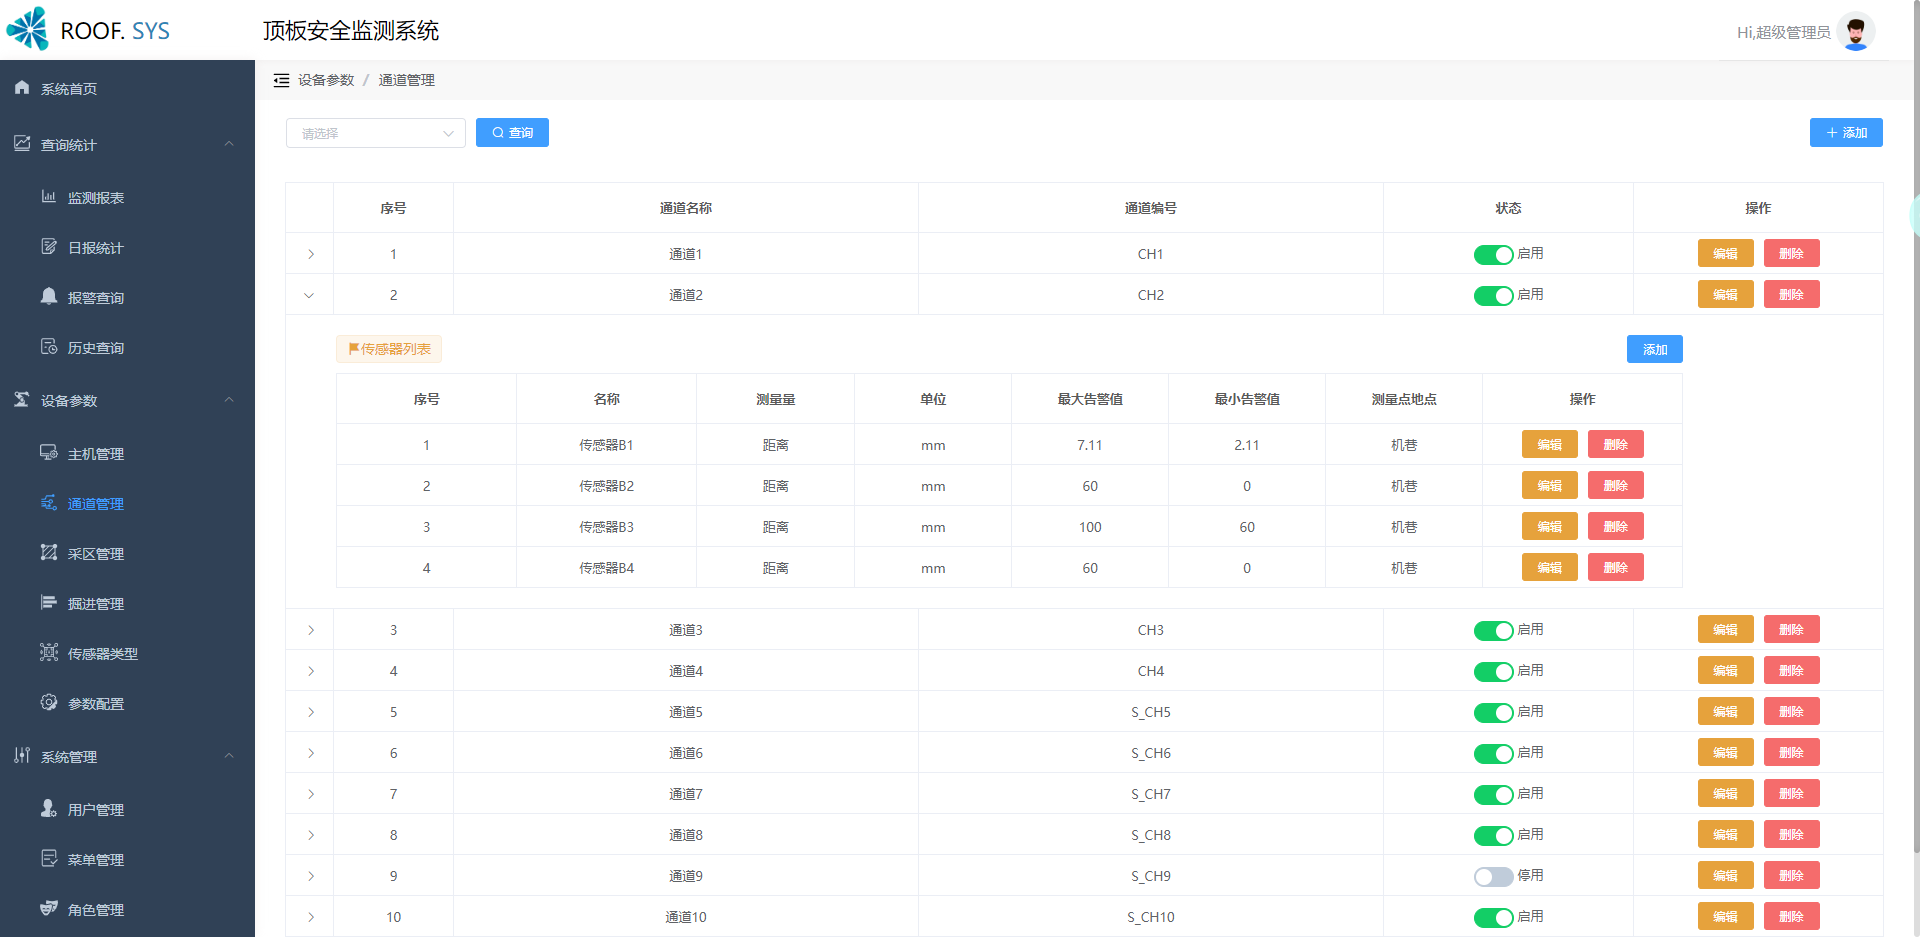 ROOF. SYS
顶板安全监测系统
Hi,超级管理员
系统首页
查询统计
监测报表
日报统计
报警查询
历史查询
设备参数
主机管理
通道管理
采区管理
掘进管理
传感器类型
参数配置
系统管理
用户管理
菜单管理
角色管理
设备参数 / 通道管理
请选择 查询 添加
序号 通道名称 通道编号 状态 操作
1 通道1 CH1 启用 编辑 删除
2 通道2 CH2 启用 编辑 删除
传感器列表 添加
序号 名称 测量量 单位 最大告警值 最小告警值 测量点地点 操作
1 传感器B1 距离 mm 7.11 2.11 机巷 编辑 删除
2 传感器B2 距离 mm 60 0 机巷 编辑 删除
3 传感器B3 距离 mm 100 60 机巷 编辑 删除
4 传感器B4 距离 mm 60 0 机巷 编辑 删除
3 通道3 CH3 启用 编辑 删除
4 通道4 CH4 启用 编辑 删除
5 通道5 S_CH5 启用 编辑 删除
6 通道6 S_CH6 启用 编辑 删除
7 通道7 S_CH7 启用 编辑 删除
8 通道8 S_CH8 启用 编辑 删除
9 通道9 S_CH9 停用 编辑 删除
10 通道10 S_CH10 启用 编辑 删除